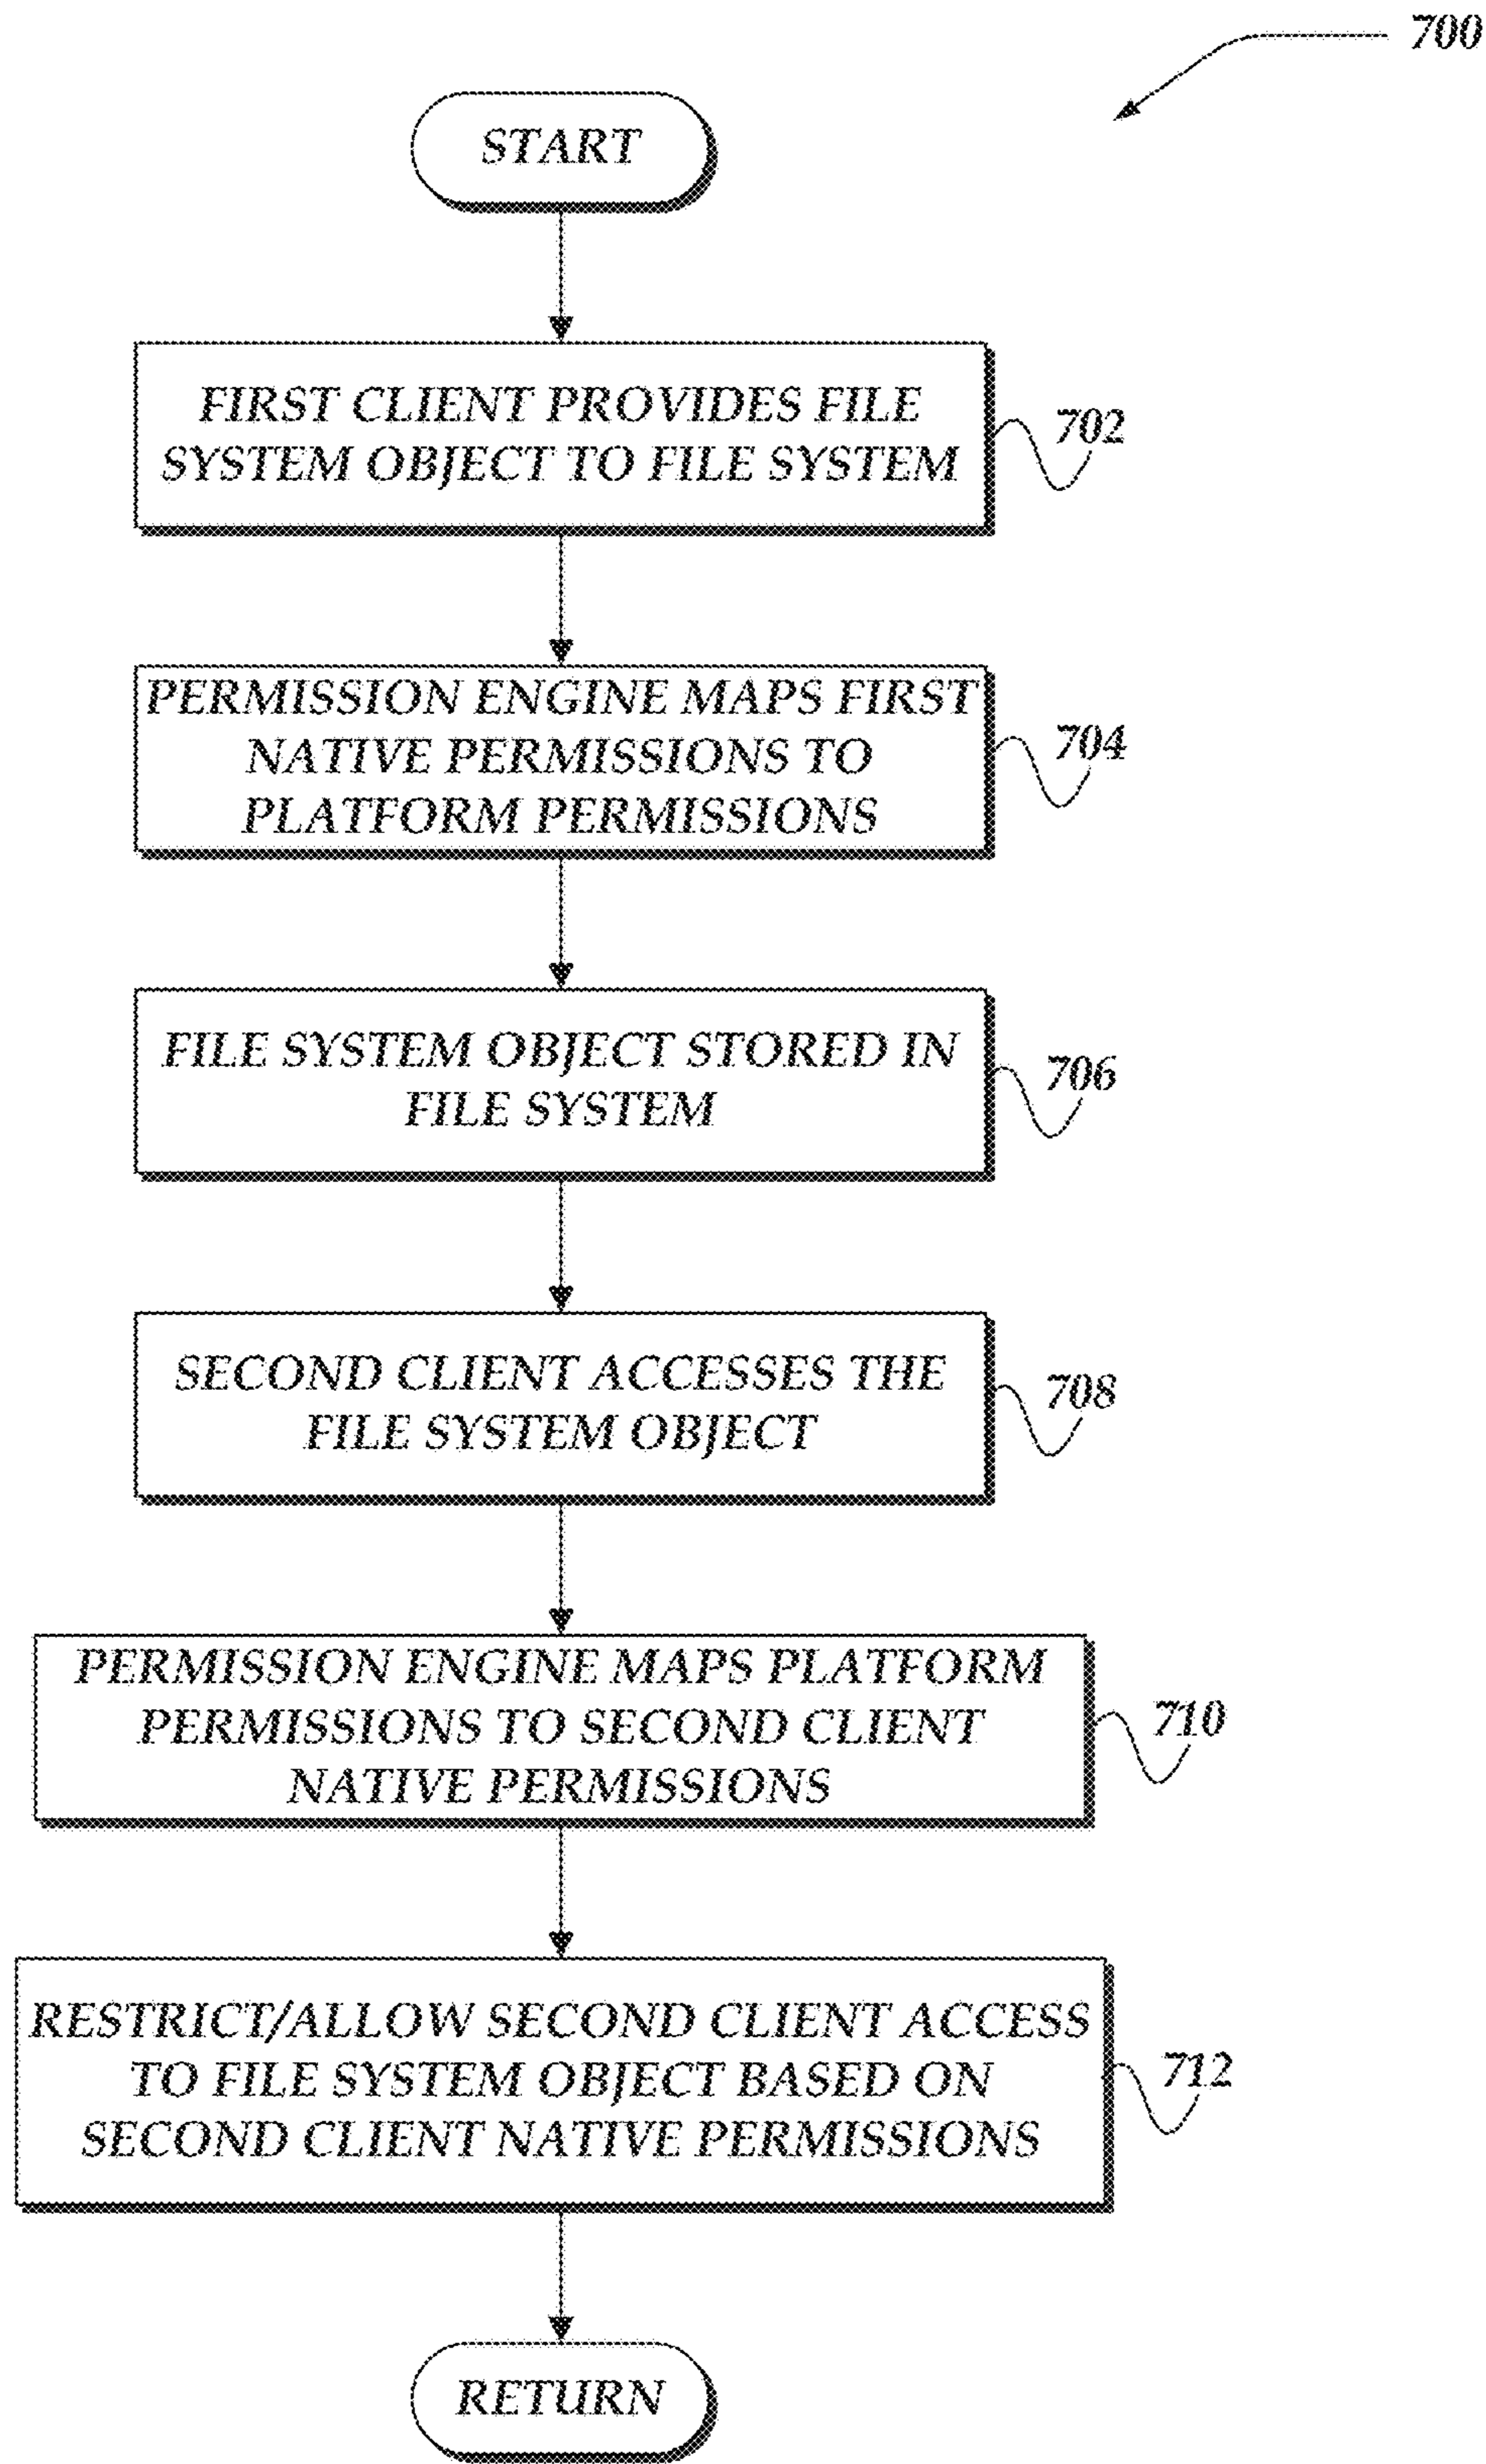 700
START
FIRST CLIENT PROVIDES FILE
SYSTEM OBJECT TO FILE SYSTEM
702
PERMISSION ENGINE MAPS FIRST
NATIVE PERMISSIONS TO
PLATFORM PERMISSIONS
704
FILE SYSTEM OBJECT STORED IN
FILE SYSTEM
706
SECOND CLIENT ACCESSES THE
FILE SYSTEM OBJECT
708
PERMISSION ENGINE MAPS PLATFORM
PERMISSIONS TO SECOND CLIENT
NATIVE PERMISSIONS
710
RESTRICT/ALLOW SECOND CLIENT ACCESS
TO FILE SYSTEM OBJECT BASED ON
SECOND CLIENT NATIVE PERMISSIONS
712
RETURN